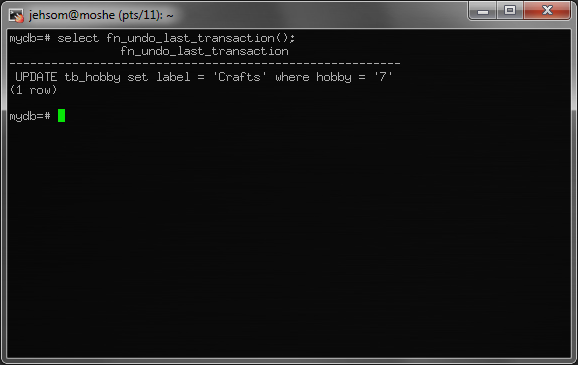 jehsom@moshe (pts/11): ~
mydb=# select fn_undo_last_transaction();
fn_undo_last_transaction
-----------------------------------------------------
UPDATE tb_hobby set label = 'Crafts' where hobby = '7'
(1 row)
mydb=#